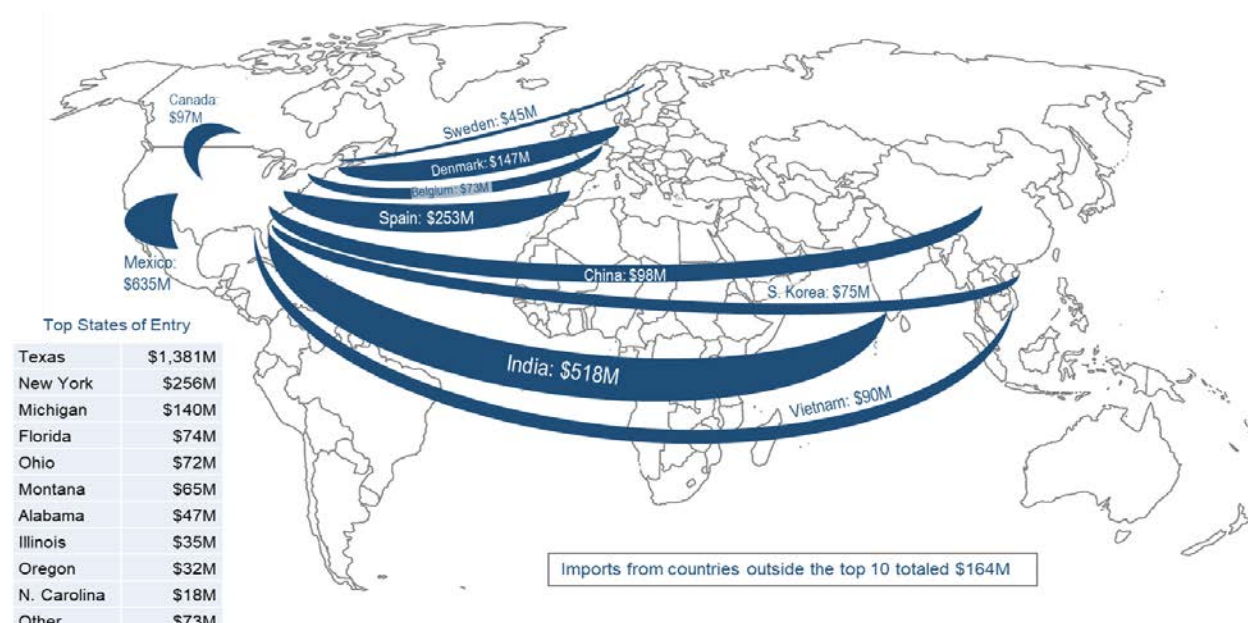 Canada:
$97M
Sweden: $45M
Denmark: $147M
Belgium: $73M
Spain: $253M
China: $98M
S. Korea: $75M
India: $518M
Vietnam: $90M
Mexico:
$635M
Top States of Entry
Texas $1,381M
New York $256M
Michigan $140M
Florida $74M
Ohio $72M
Montana $65M
Alabama $47M
Illinois $35M
Oregon $32M
N. Carolina $18M
Other $73M
Imports from countries outside the top 10 totaled $164M